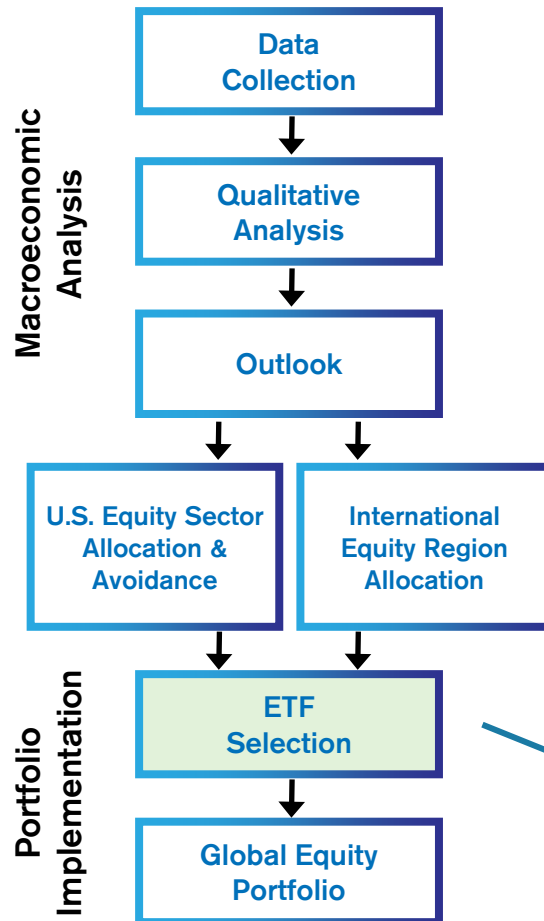 Macroeconomic
Analysis
Data
Collection
Qualitative
Analysis
Outlook
U.S. Equity Sector
Allocation &
Avoidance
International
Equity Region
Allocation
Portfolio
Implementation
ETF
Selection
Global Equity
Portfolio